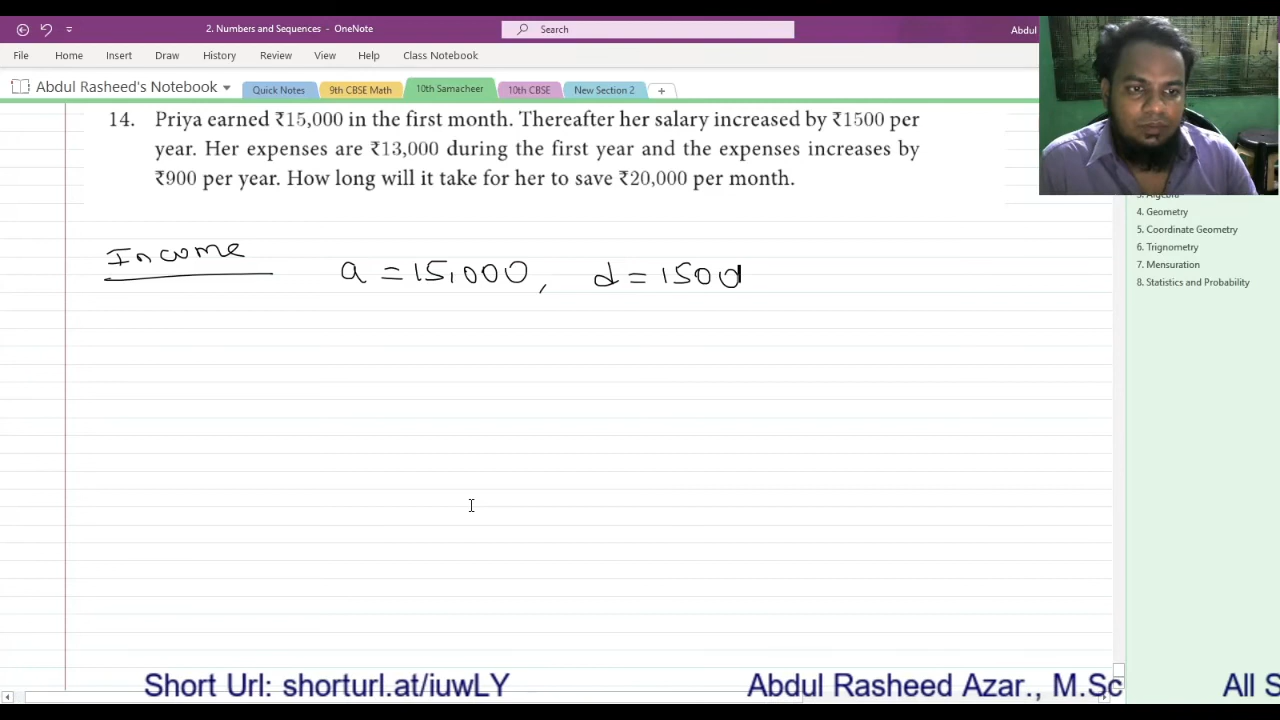 2. Numbers and Sequences - OneNote
Search
Abdul
File Home Insert Draw History Review View Help Class Notebook
Abdul Rasheed's Notebook
Quick Notes
9th CBSE Math
10th Samacheer
10th CBSE
New Section 2
14. Priya earned ₹15,000 in the first month. Thereafter her salary increased by ₹1500 per
year. Her expenses are ₹13,000 during the first year and the expenses increases by
₹900 per year. How long will it take for her to save ₹20,000 per month.
Income a = 15,000, d = 1500
3. Algebra
4. Geometry
5. Coordinate Geometry
6. Trignometry
7. Mensuration
8. Statistics and Probability
Short Url: shorturl.at/iuwLY
Abdul Rasheed Azar., M.Sc
All S